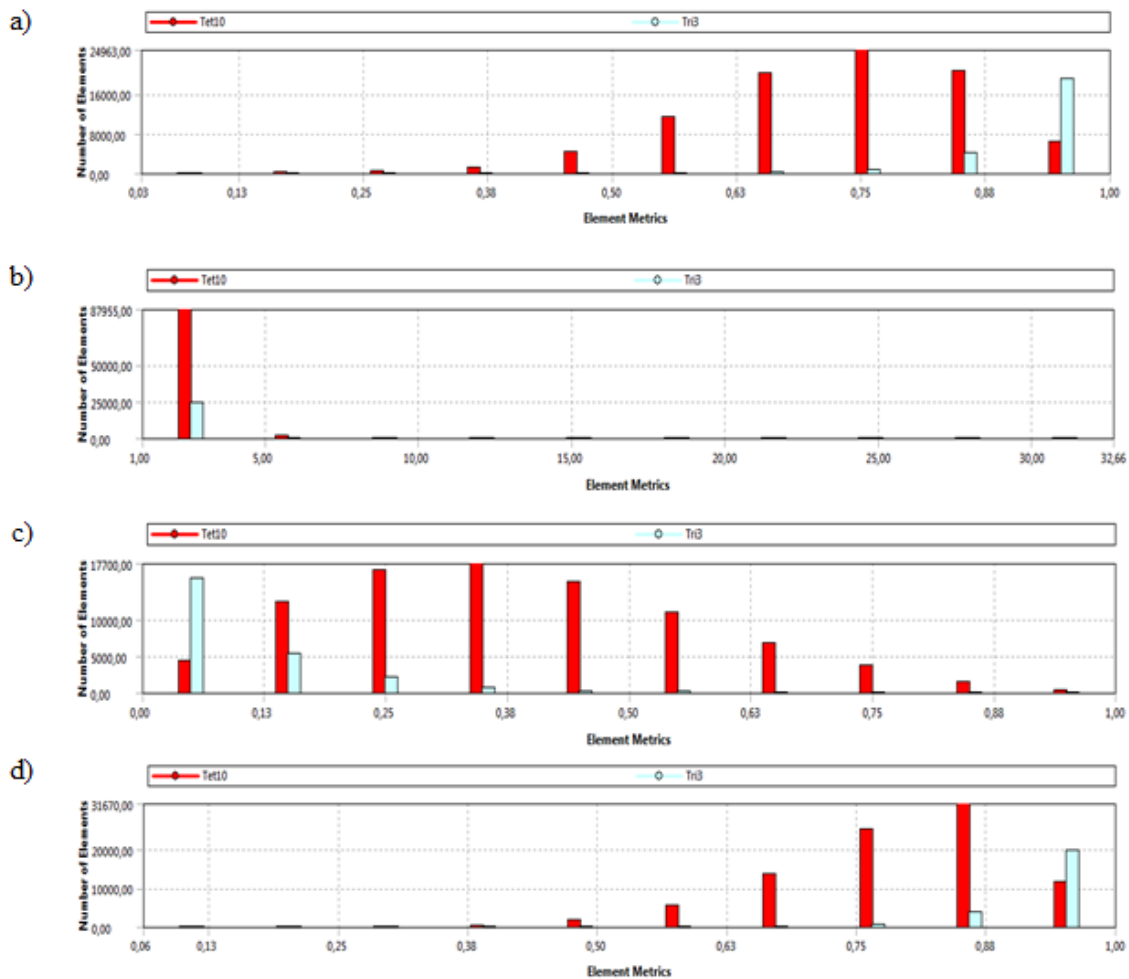 a)
Tet10 Tri3
Number of Elements
24963,00
16000,00
8000,00
0,00
0,03 0,13 0,25 0,38 0,50 0,63 0,75 0,88 1,00
Element Metrics
b)
Tet10 Tri3
Number of Elements
87955,00
50000,00
25000,00
0,00
1,00 5,00 10,00 15,00 20,00 25,00 30,00 32,66
Element Metrics
c)
Tet10 Tri3
Number of Elements
17700,00
10000,00
5000,00
0,00
0,00 0,13 0,25 0,38 0,50 0,63 0,75 0,88 1,00
Element Metrics
d)
Tet10 Tri3
Number of Elements
31670,00
20000,00
10000,00
0,00
0,06 0,13 0,25 0,38 0,50 0,63 0,75 0,88 1,00
Element Metrics